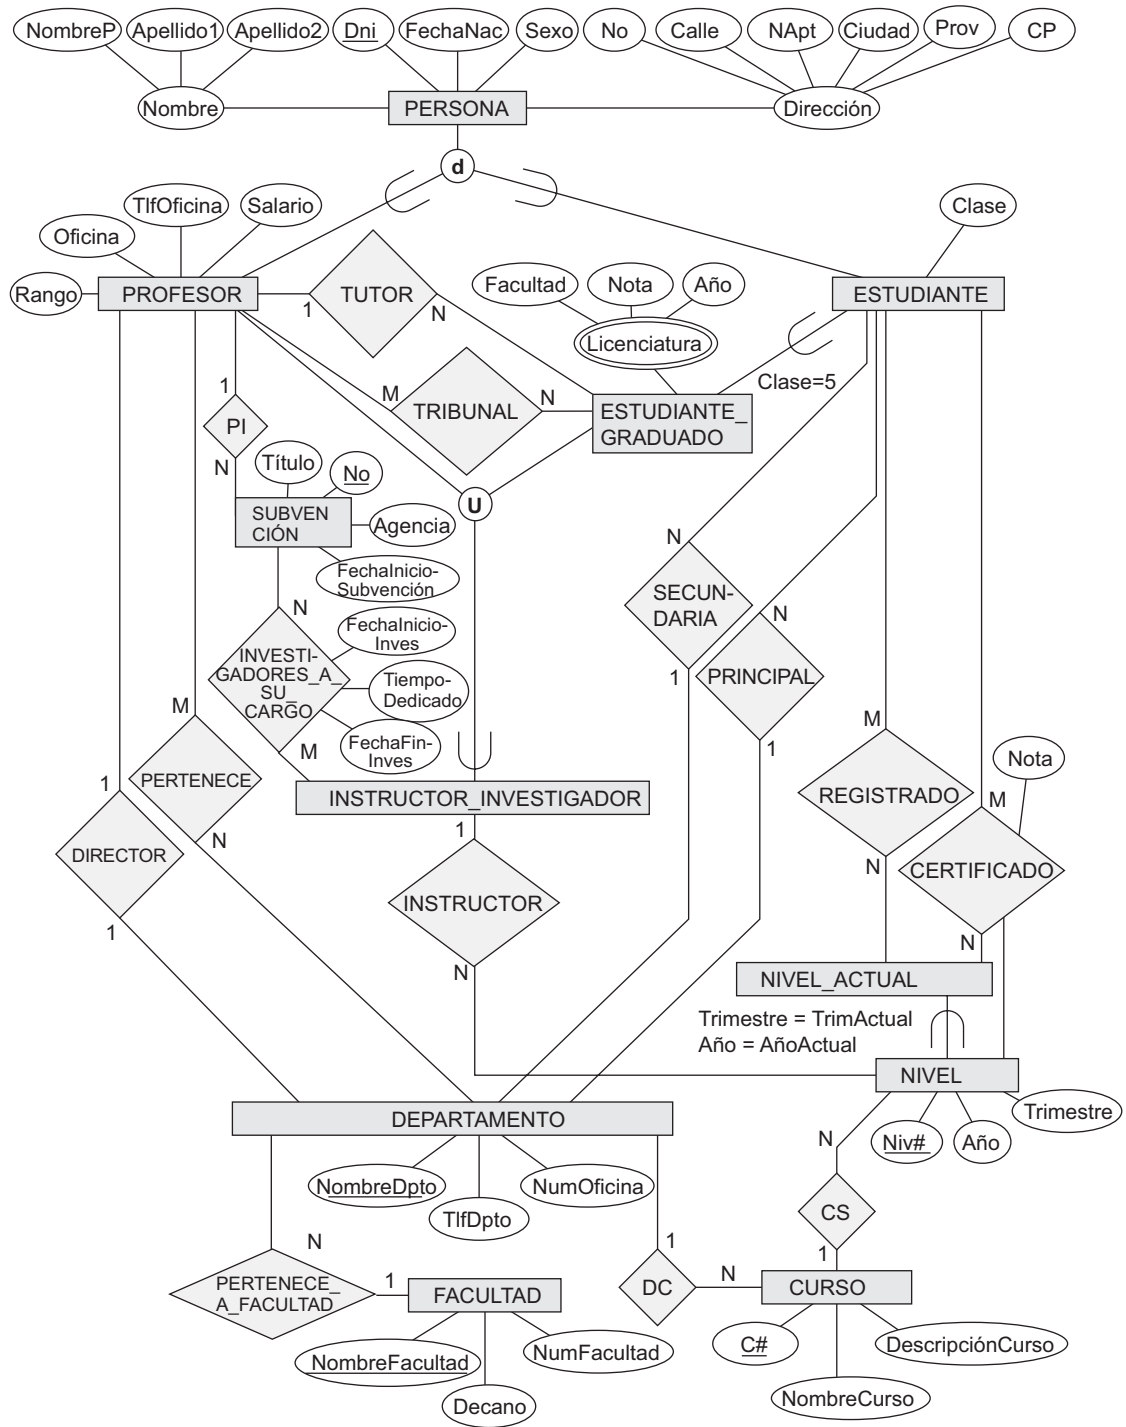 NombreP Apellido1 Apellido2 Dni FechaNac Sexo No Calle NApt Ciudad Prov CP
Nombre PERSONA Dirección
d
TlfOficina Salario Clase
Oficina
Rango PROFESOR TUTOR Facultad Nota Año ESTUDIANTE
1 N
Licenciatura
Clase=5
1 M TRIBUNAL N ESTUDIANTE_
GRADUADO
PI
N Título No
U
SUBVEN
CIÓN
Agencia
FechaInicio-
Subvención
N
SECUN-
DARIA
N
N FechaInicio-
Inves
INVESTI-
GADORES_A_
SU_
CARGO
Tiempo-
Dedicado
1 PRINCIPAL
M M FechaFin-
Inves
1 M Nota
1 PERTENECE INSTRUCTOR_INVESTIGADOR REGISTRADO M
N 1
DIRECTOR N CERTIFICADO
INSTRUCTOR
1 N N
NIVEL_ACTUAL
Trimestre = TrimActual
Año = AñoActual
NIVEL
DEPARTAMENTO Trimestre
N Niv# Año
NombreDpto NumOficina
TlfDpto CS
N 1 1
PERTENECE_
A_FACULTAD
1 FACULTAD DC N CURSO
NombreFacultad NumFacultad C# DescripciónCurso
Decano NombreCurso